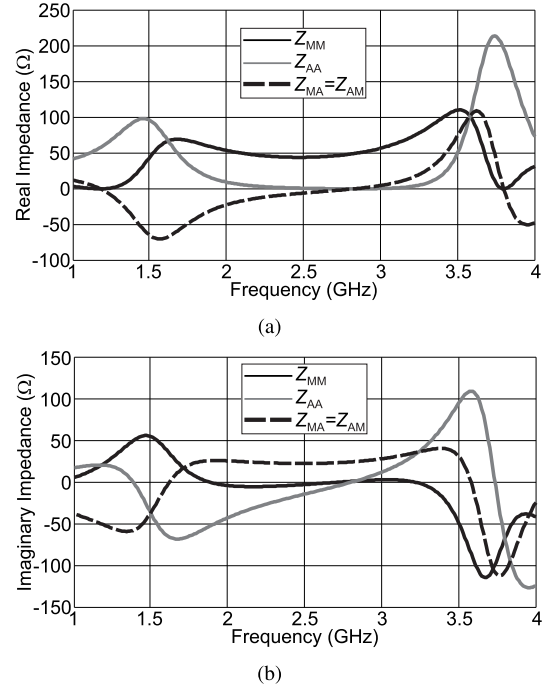 250
200
150
100
50
0
-50
-100
Real Impedance (Ω)
Z_MM
Z_AA
Z_MA=Z_AM
1 1.5 2 2.5 3 3.5 4
Frequency (GHz)
(a)
150
100
50
0
-50
-100
-150
Imaginary Impedance (Ω)
Z_MM
Z_AA
Z_MA=Z_AM
1 1.5 2 2.5 3 3.5 4
Frequency (GHz)
(b)